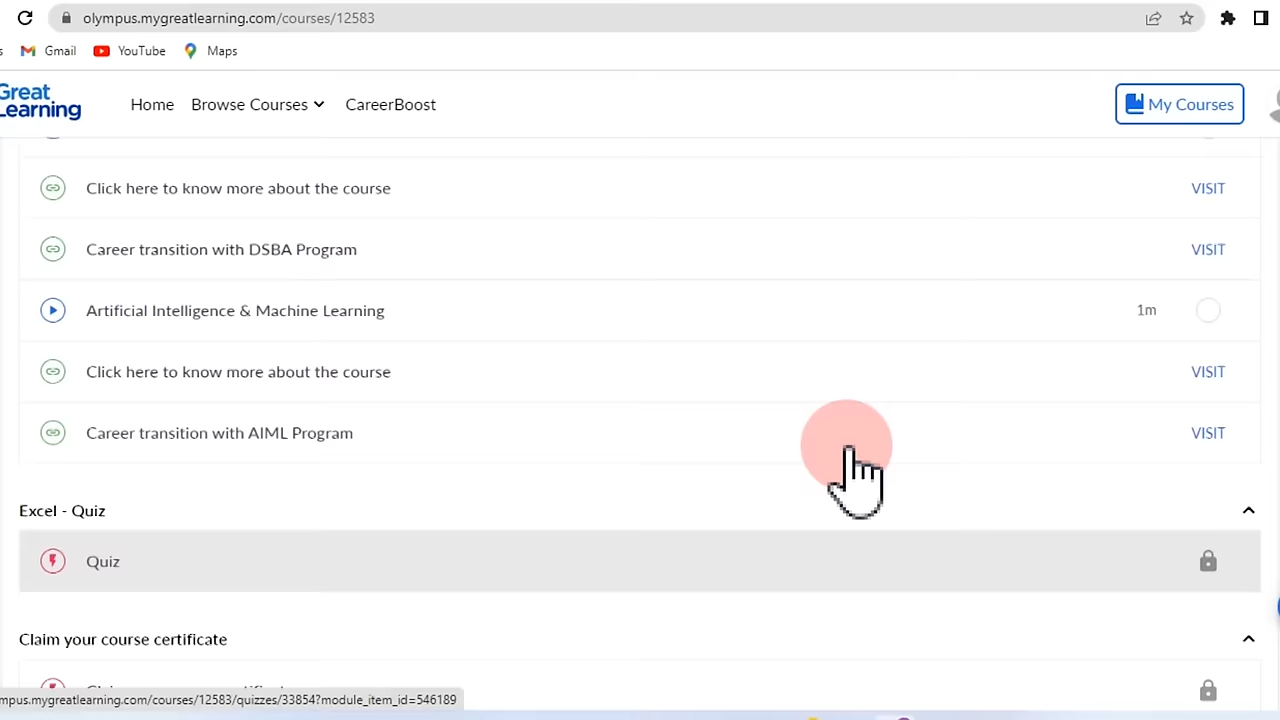 olympus.mygreatlearning.com/courses/12583
s Gmail YouTube Maps
Great
Learning
Home Browse Courses CareerBoost My Courses
Click here to know more about the course VISIT
Career transition with DSBA Program VISIT
Artificial Intelligence & Machine Learning 1m
Click here to know more about the course VISIT
Career transition with AIML Program VISIT
Excel - Quiz
Quiz
Claim your course certificate
mpus.mygreatlearning.com/courses/12583/quizzes/33854?module_item_id=546189